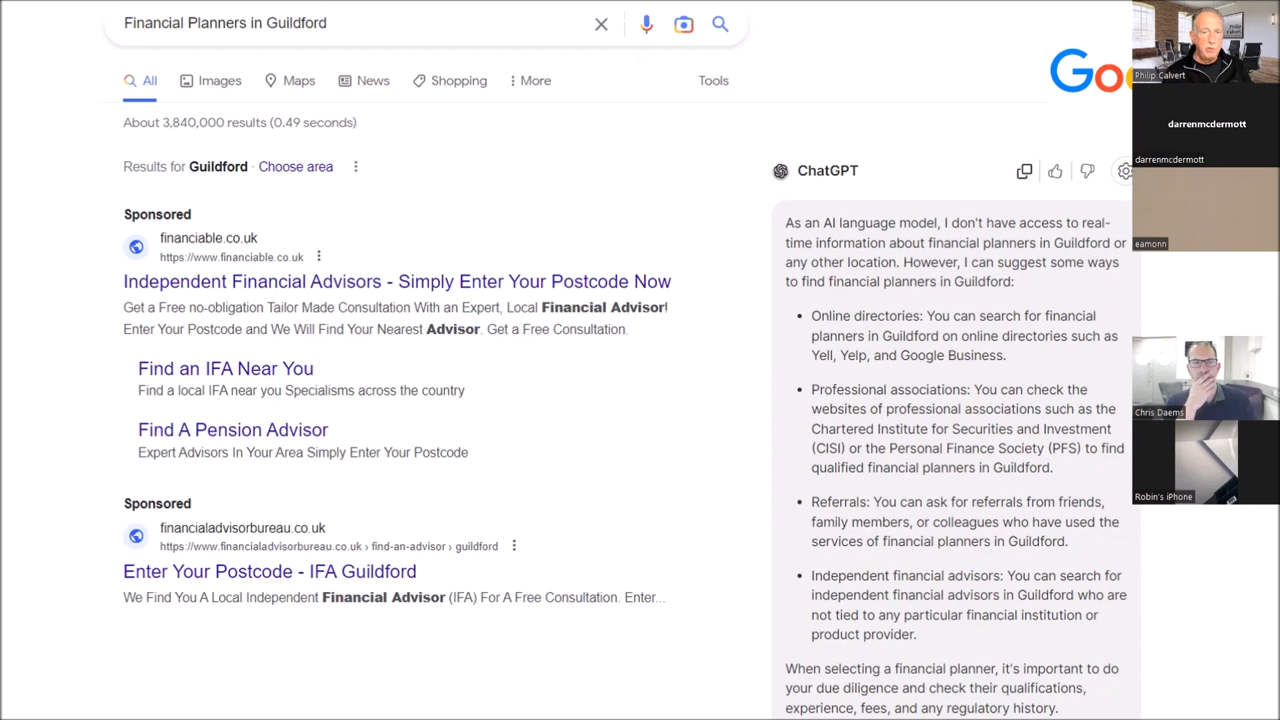 Financial Planners in Guildford
All
Images
Maps
News
Shopping
More
Tools
About 3,840,000 results (0.49 seconds)
Results for Guildford · Choose area
Sponsored
financiable.co.uk
https://www.financiable.co.uk
Independent Financial Advisors - Simply Enter Your Postcode Now
Get a Free no-obligation Tailor Made Consultation With an Expert, Local Financial Advisor!
Enter Your Postcode and We Will Find Your Nearest Advisor. Get a Free Consultation.
Find an IFA Near You
Find a local IFA near you Specialisms across the country
Find A Pension Advisor
Expert Advisors In Your Area Simply Enter Your Postcode
Sponsored
financialadvisorbureau.co.uk
https://www.financialadvisorbureau.co.uk › find-an-advisor › guildford
Enter Your Postcode - IFA Guildford
We Find You A Local Independent Financial Advisor (IFA) For A Free Consultation. Enter...
Goo
ChatGPT
As an AI language model, I don't have access to real-
time information about financial planners in Guildford or
any other location. However, I can suggest some ways
to find financial planners in Guildford:
• Online directories: You can search for financial
planners in Guildford on online directories such as
Yell, Yelp, and Google Business.
• Professional associations: You can check the
websites of professional associations such as the
Chartered Institute for Securities and Investment
(CISI) or the Personal Finance Society (PFS) to find
qualified financial planners in Guildford.
• Referrals: You can ask for referrals from friends,
family members, or colleagues who have used the
services of financial planners in Guildford.
• Independent financial advisors: You can search for
independent financial advisors in Guildford who are
not tied to any particular financial institution or
product provider.
When selecting a financial planner, it's important to do
your due diligence and check their qualifications,
experience, fees, and any regulatory history.
Philip Calvert
darrenmcdermott
darrenmcdermott
eamonn
Chris Daems
Robin's iPhone